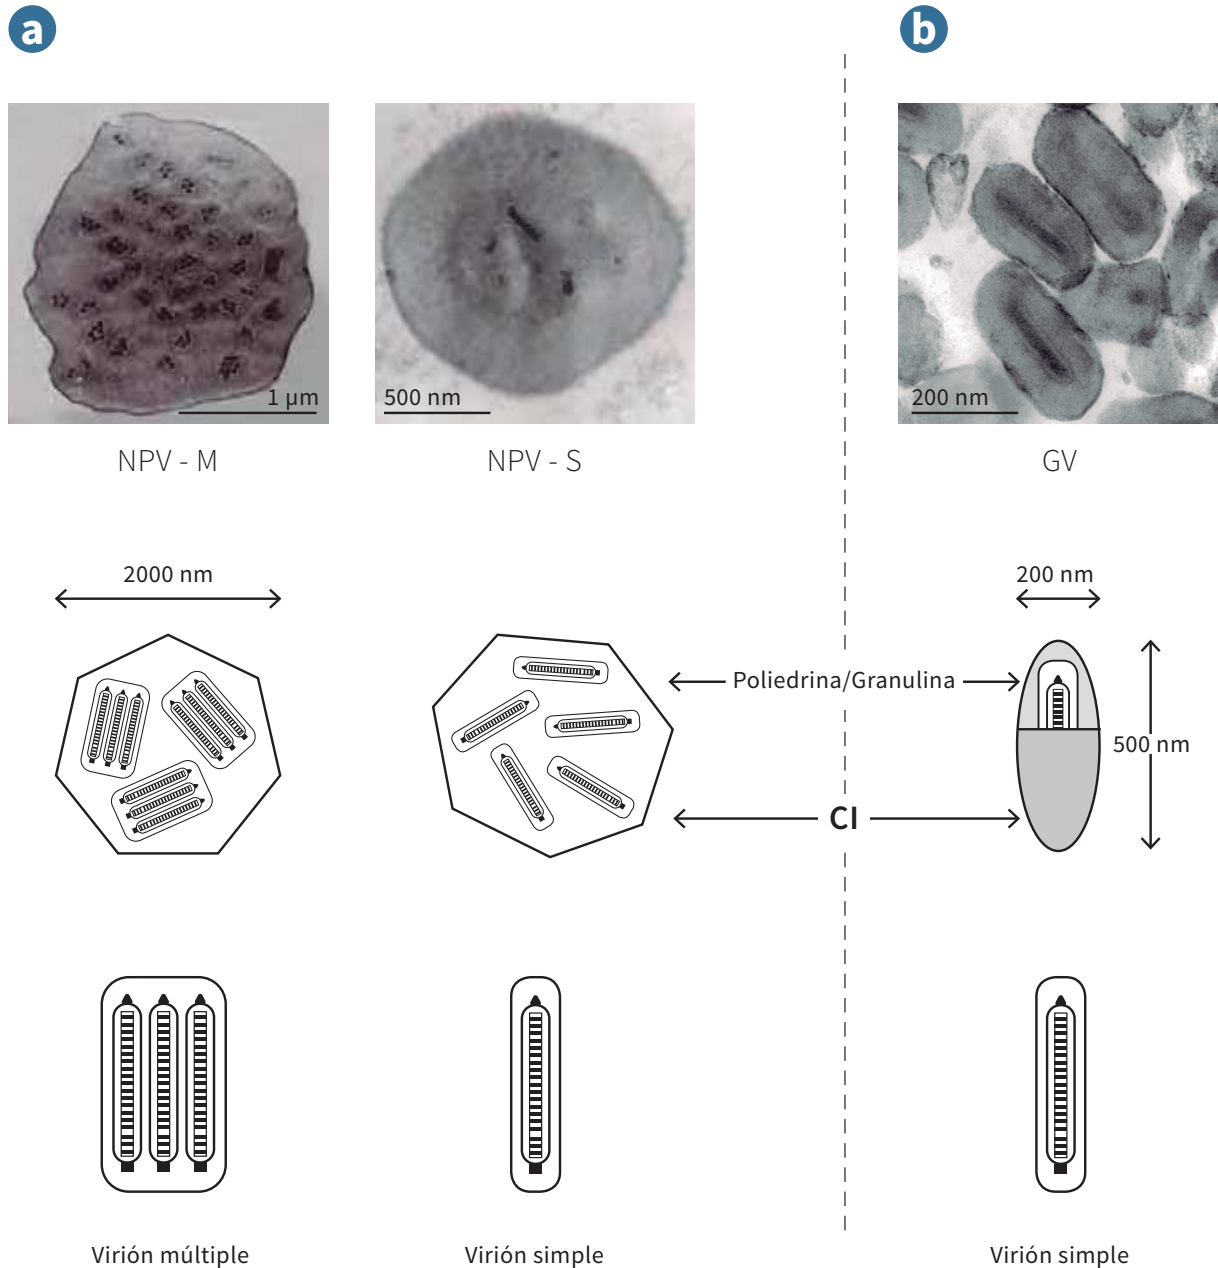 a
b
1 µm
500 nm
200 nm
NPV - M
NPV - S
GV
2000 nm
200 nm
Poliedrina/Granulina
500 nm
CI
Virión múltiple
Virión simple
Virión simple